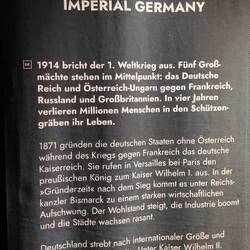 IMPERIAL GERMANY
1914 bricht der 1. Weltkrieg aus. Fünf Groß-
mächte stehen im Mittelpunkt: das Deutsche
Reich und Österreich-Ungarn gegen Frankreich,
Russland und Großbritannien. In vier Jahren
verlieren Millionen Menschen in den Schützen-
gräben ihr Leben.
1871 gründen die deutschen Staaten ohne Österreich
während des Kriegs gegen Frankreich das deutsche
Kaiserreich. Sie rufen in Versailles bei Paris den
preußischen König zum Kaiser Wilhelm I. aus. In der
»Gründerzeit« nach dem Sieg kommt es unter Reichs-
kanzler Bismarck zu einem starken wirtschaftlichen
Aufschwung. Der Wohlstand steigt, die Industrie boomt
und die Städte wachsen rasant.
Deutschland strebt nach internationaler Größe und
Unter Kaiser Wilhelm II.